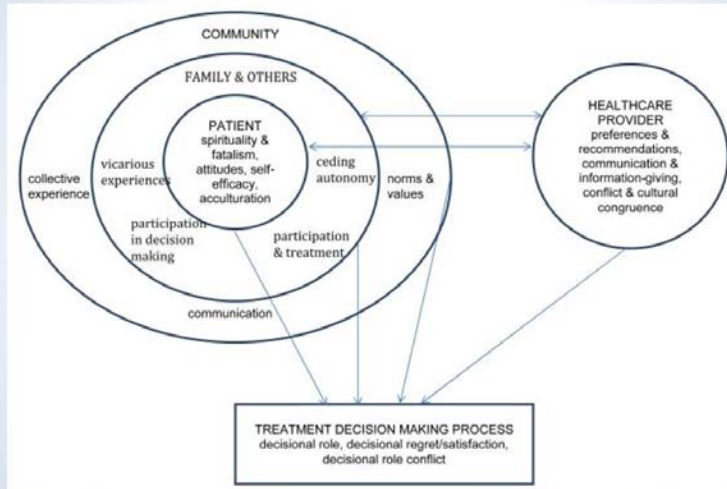 COMMUNITY
FAMILY & OTHERS
PATIENT
spirituality &
fatalism,
attitudes, self-
efficacy,
acculturation
collective
experience
vicarious
experiences
ceding
autonomy
norms &
values
participation
in decision
making
participation
& treatment
communication
HEALTHCARE
PROVIDER
preferences &
recommendations,
communication &
information-giving,
conflict & cultural
congruence
TREATMENT DECISION MAKING PROCESS
decisional role, decisional regret/satisfaction,
decisional role conflict